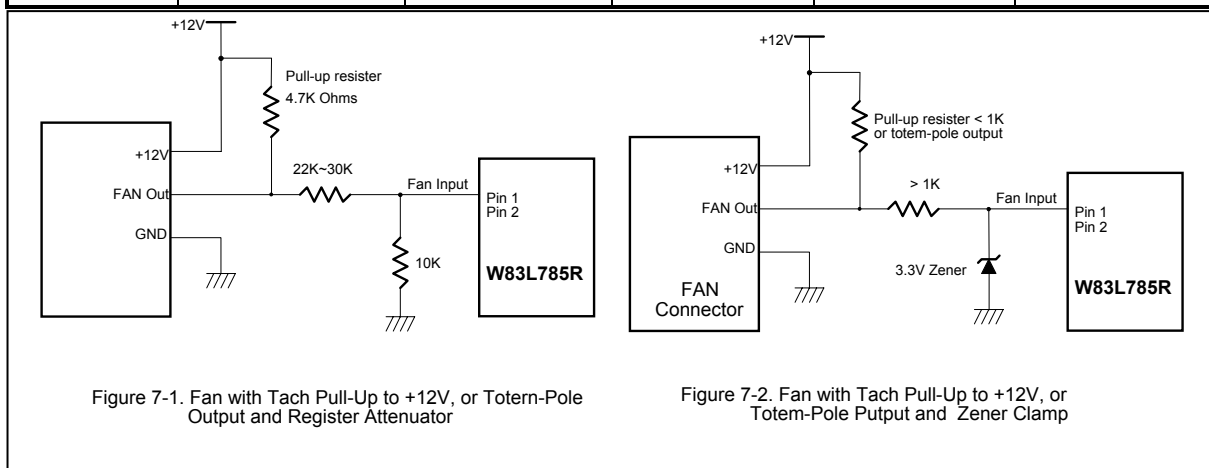 +12V
Pull-up resister
4.7K Ohms
+12V
FAN Out
GND
22K~30K
Fan Input
10K
Pin 1
Pin 2
W83L785R
Figure 7-1. Fan with Tach Pull-Up to +12V, or Totern-Pole
Output and Register Attenuator
+12V
Pull-up resister < 1K
or totem-pole output
+12V
FAN Out
GND
FAN
Connector
> 1K
Fan Input
3.3V Zener
Pin 1
Pin 2
W83L785R
Figure 7-2. Fan with Tach Pull-Up to +12V, or
Totem-Pole Putput and Zener Clamp